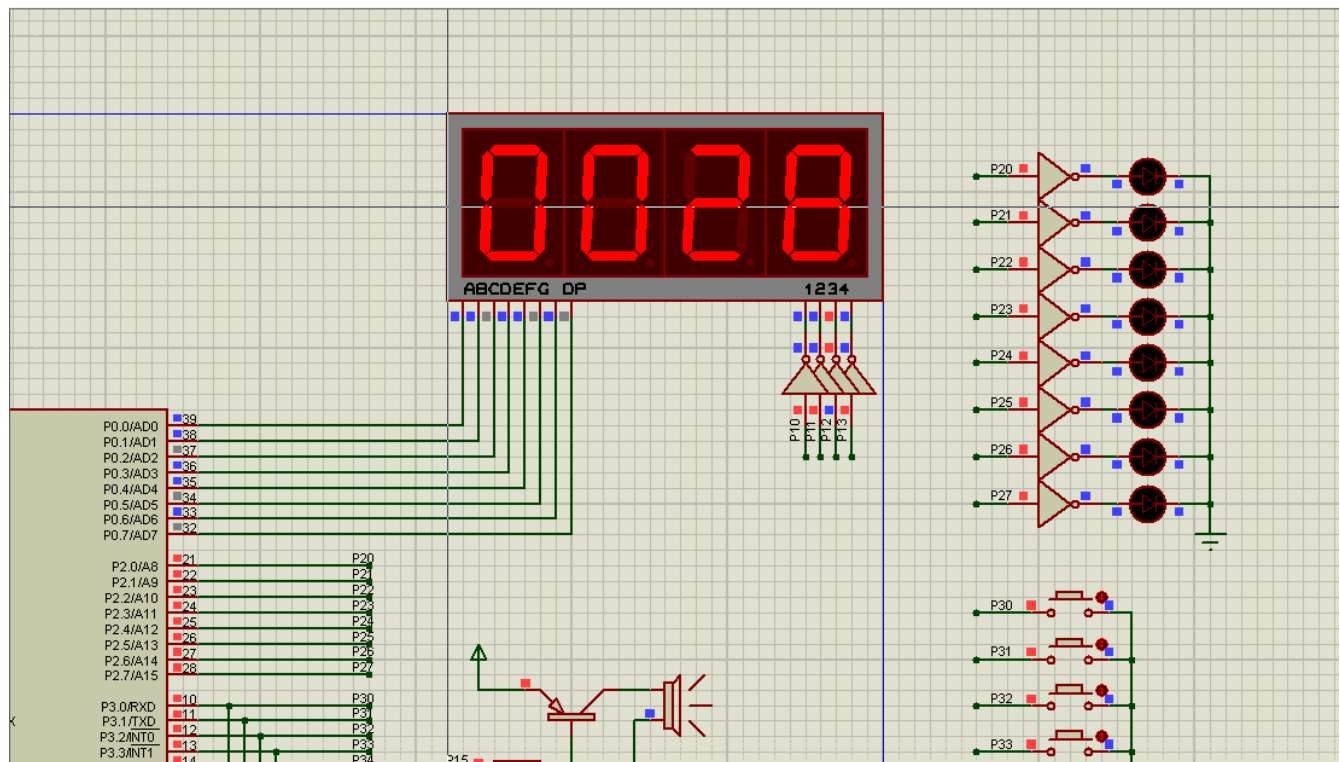 0028
ABCDEFG DP
1234
P10
P11
P12
P13
P20
P21
P22
P23
P24
P25
P26
P27
P0.0/AD0 39
P0.1/AD1 38
P0.2/AD2 37
P0.3/AD3 36
P0.4/AD4 35
P0.5/AD5 34
P0.6/AD6 33
P0.7/AD7 32
P2.0/A8 21 P20
P2.1/A9 22 P21
P2.2/A10 23 P22
P2.3/A11 24 P23
P2.4/A12 25 P24
P2.5/A13 26 P25
P2.6/A14 27 P26
P2.7/A15 28 P27
P3.0/RXD 10 P30
P3.1/TXD 11 P31
P3.2/INT0 12 P32
P3.3/INT1 13 P33
14 P34
P15
P30
P31
P32
P33